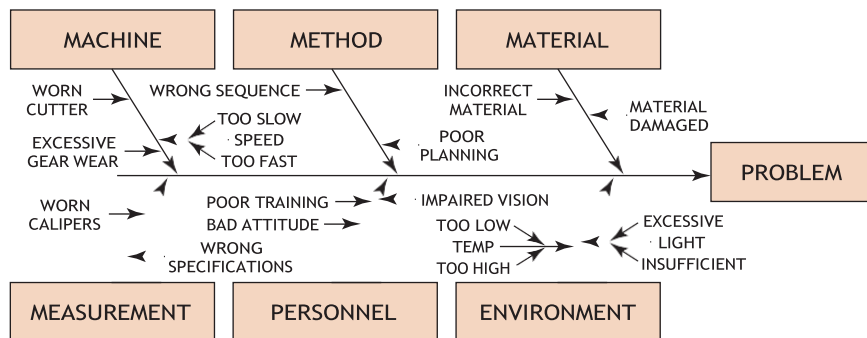 MACHINE
METHOD
MATERIAL
WORN
CUTTER
EXCESSIVE
GEAR WEAR
TOO SLOW
SPEED
TOO FAST
WRONG SEQUENCE
POOR
PLANNING
INCORRECT
MATERIAL
MATERIAL
DAMAGED
PROBLEM
WORN
CALIPERS
WRONG
SPECIFICATIONS
POOR TRAINING
BAD ATTITUDE
IMPAIRED VISION
TOO LOW
TEMP
TOO HIGH
EXCESSIVE
LIGHT
INSUFFICIENT
MEASUREMENT
PERSONNEL
ENVIRONMENT